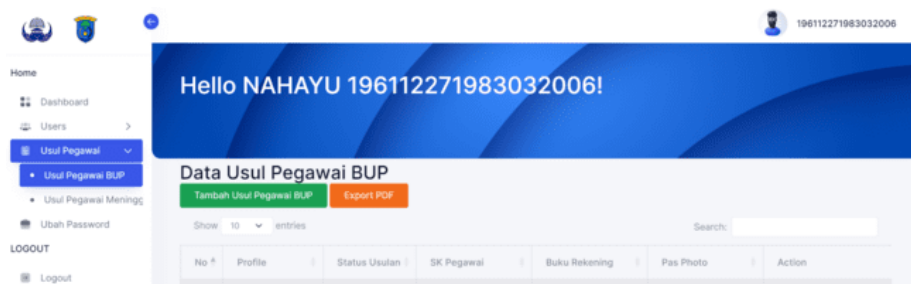 196112271983032006
Home
Dashboard
Users
Usul Pegawai
Usul Pegawai BUP
Usul Pegawai Meningg
Ubah Password
LOGOUT
Logout
Hello NAHAYU 196112271983032006!
Data Usul Pegawai BUP
Tambah Usul Pegawai BUP Export PDF
Show 10 entries Search:
No Profile Status Usulan SK Pegawai Buku Rekening Pas Photo Action